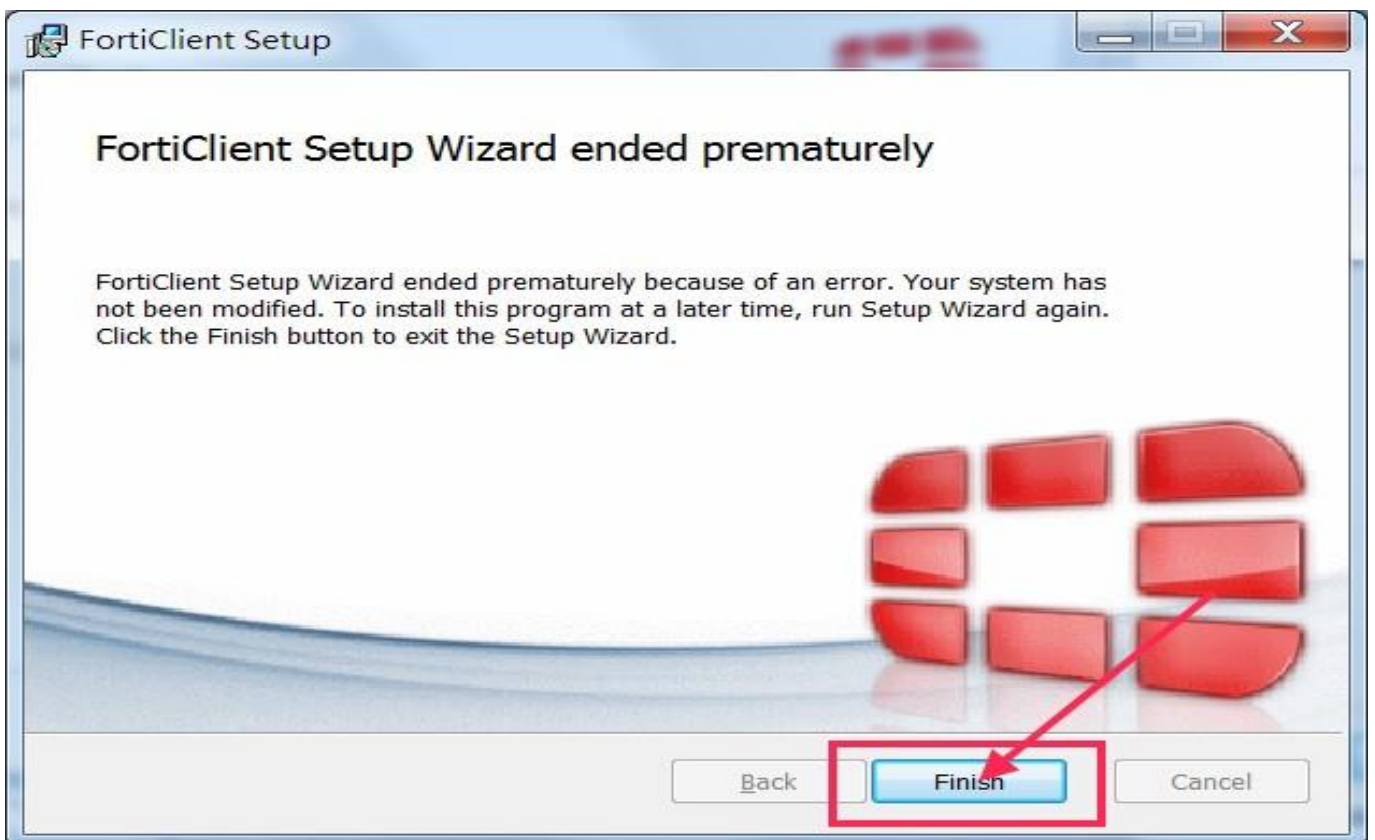 FortiClient Setup
FortiClient Setup Wizard ended prematurely
FortiClient Setup Wizard ended prematurely because of an error. Your system has
not been modified. To install this program at a later time, run Setup Wizard again.
Click the Finish button to exit the Setup Wizard.
Back Finish Cancel